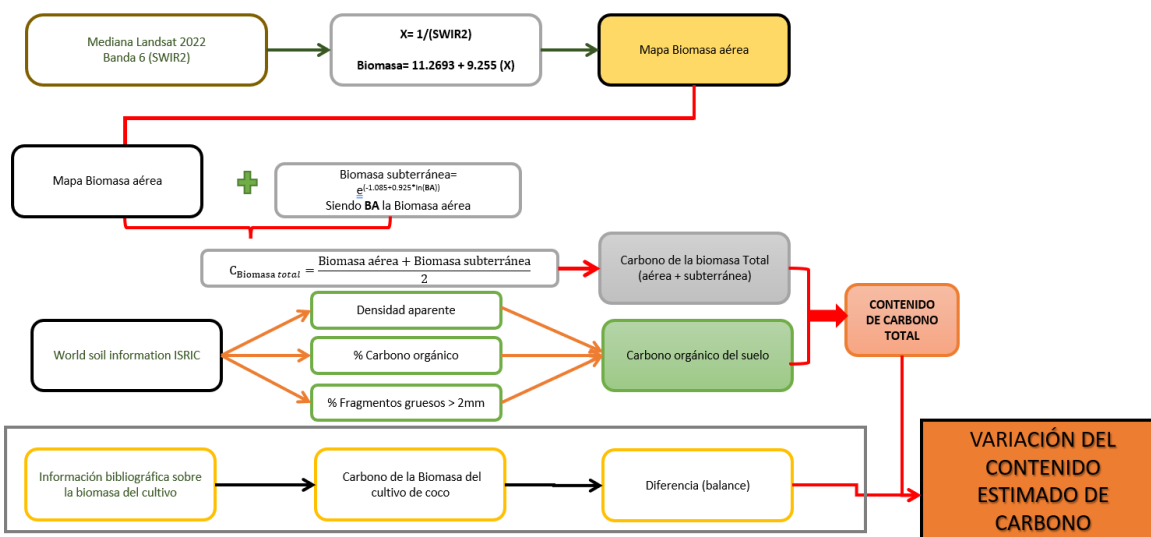 Mediana Landsat 2022
Banda 6 (SWIR2)
X= 1/(SWIR2)
Biomasa= 11.2693 + 9.255 (X)
Mapa Biomasa aérea
Mapa Biomasa aérea
Biomasa subterránea=
e(-1.085+0.925*ln(BA))
Siendo BA la Biomasa aérea
C Biomasa total = Biomasa aérea + Biomasa subterránea
2
Carbono de la biomasa Total
(aérea + subterránea)
CONTENIDO
DE CARBONO
TOTAL
World soil information ISRIC
Densidad aparente
% Carbono orgánico
% Fragmentos gruesos > 2mm
Carbono orgánico del suelo
Información bibliográfica sobre
la biomasa del cultivo
Carbono de la Biomasa del
cultivo de coco
Diferencia (balance)
VARIACIÓN DEL
CONTENIDO
ESTIMADO DE
CARBONO